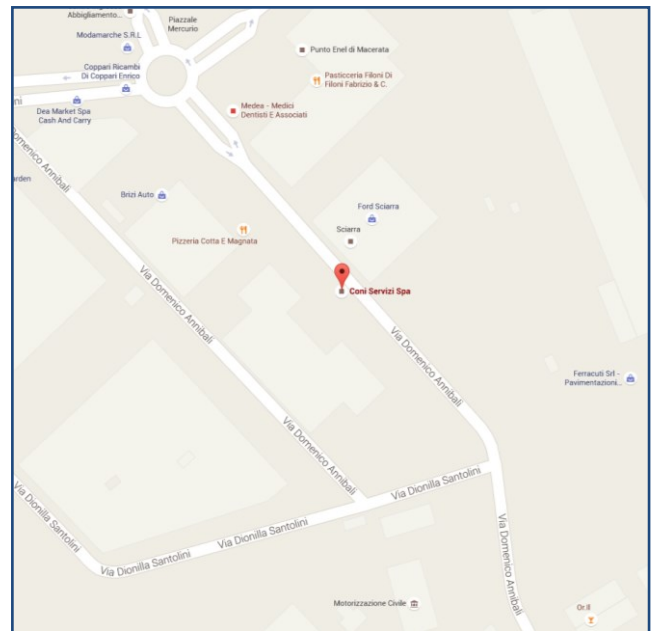 Abbigliamento...
Piazzale
Mercurio
Modamarche S.R.L
Punto Enel di Macerata
Coppari Ricambi
Di Coppari Enrico
Pasticceria Filoni Di
Filoni Fabrizio & C.
ni
Dea Market Spa
Cash And Carry
Medea - Medici
Dentisti E Associati
Domenico Annibali
arden
Brizi Auto
Ford Sciarra
Sciarra
Pizzeria Cotta E Magnata
Coni Servizi Spa
Via Domenico Annibali
Via Domenico Annibali
Ferracuti Srl -
Pavimentazioni...
Via Domenico Annibali
Via Dionilla Santolini
Via Dionilla Santolini
Via Dionilla Santolini
Via Dionilla Santolini
Via Domenico Annibali
Motorizzazione Civile
Or.Il